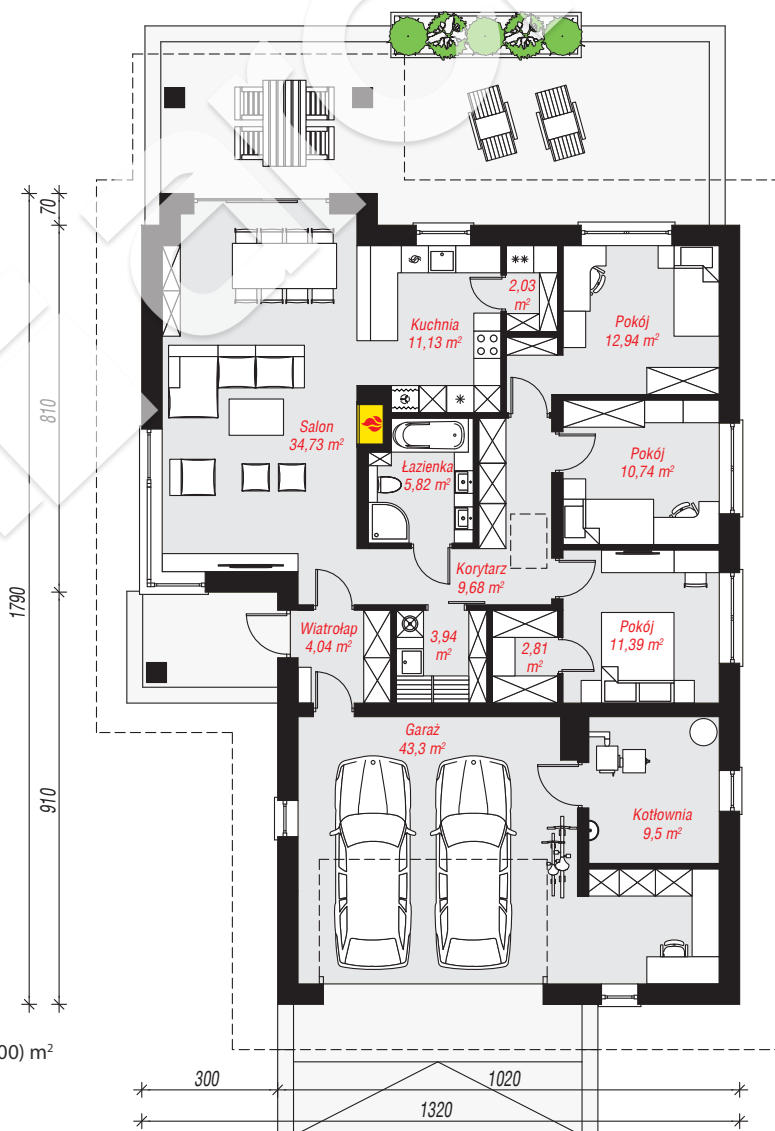 70
2,03
m²
Kuchnia
11,13 m²
Pokój
12,94 m²
810
Salon
34,73 m²
Łazienka
5,82 m²
Pokój
10,74 m²
1790
Korytarz
9,68 m²
Wiatrołap
4,04 m²
3,94
m²
2,81
m²
Pokój
11,39 m²
Garaż
43,3 m²
910
Kotłownia
9,5 m²
00) m²
300
1020
1320